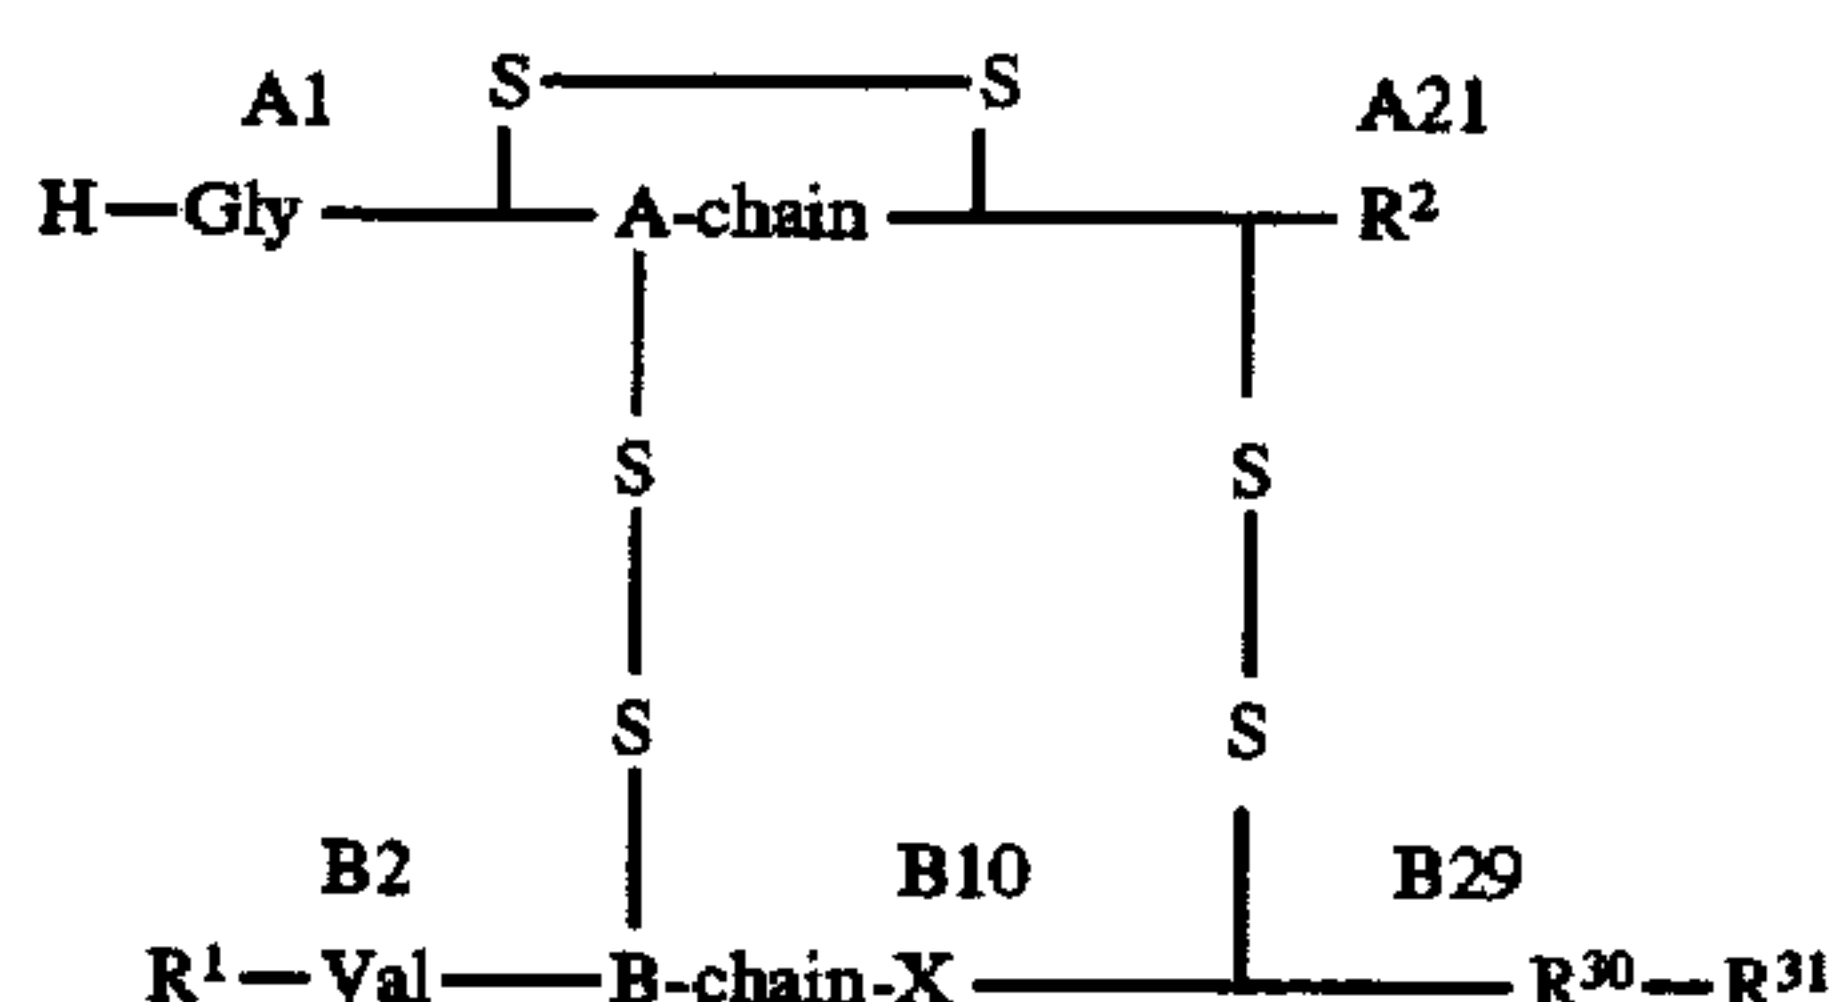 S S
A1 A21
H—Gly A-chain R²
S S
S S
B2 B10 B29
R¹—Val B-chain-X R³⁰—R³¹